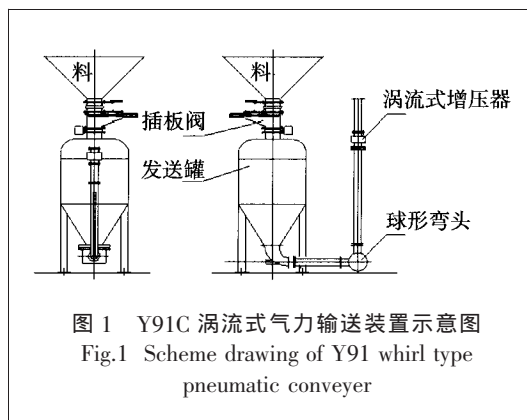 料
料
插板阀
涡流式增压器
发送罐
球形弯头
图 1 Y91C 涡流式气力输送装置示意图
Fig.1 Scheme drawing of Y91 whirl type
pneumatic conveyer